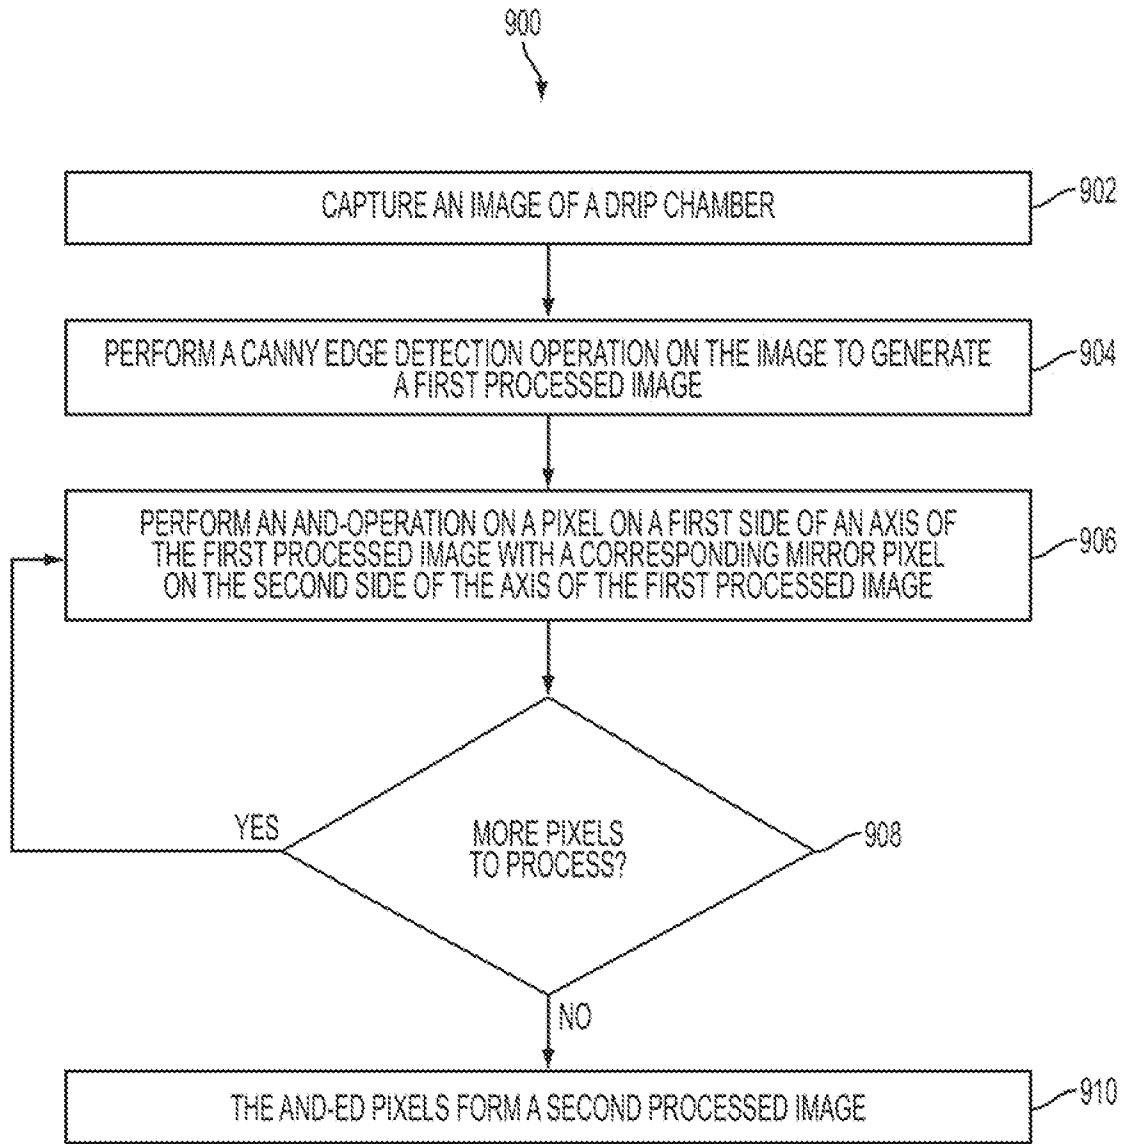 900
CAPTURE AN IMAGE OF A DRIP CHAMBER
902
PERFORM A CANNY EDGE DETECTION OPERATION ON THE IMAGE TO GENERATE
A FIRST PROCESSED IMAGE
904
PERFORM AN AND-OPERATION ON A PIXEL ON A FIRST SIDE OF AN AXIS OF
THE FIRST PROCESSED IMAGE WITH A CORRESPONDING MIRROR PIXEL
ON THE SECOND SIDE OF THE AXIS OF THE FIRST PROCESSED IMAGE
906
YES
MORE PIXELS
TO PROCESS?
908
NO
THE AND-ED PIXELS FORM A SECOND PROCESSED IMAGE
910